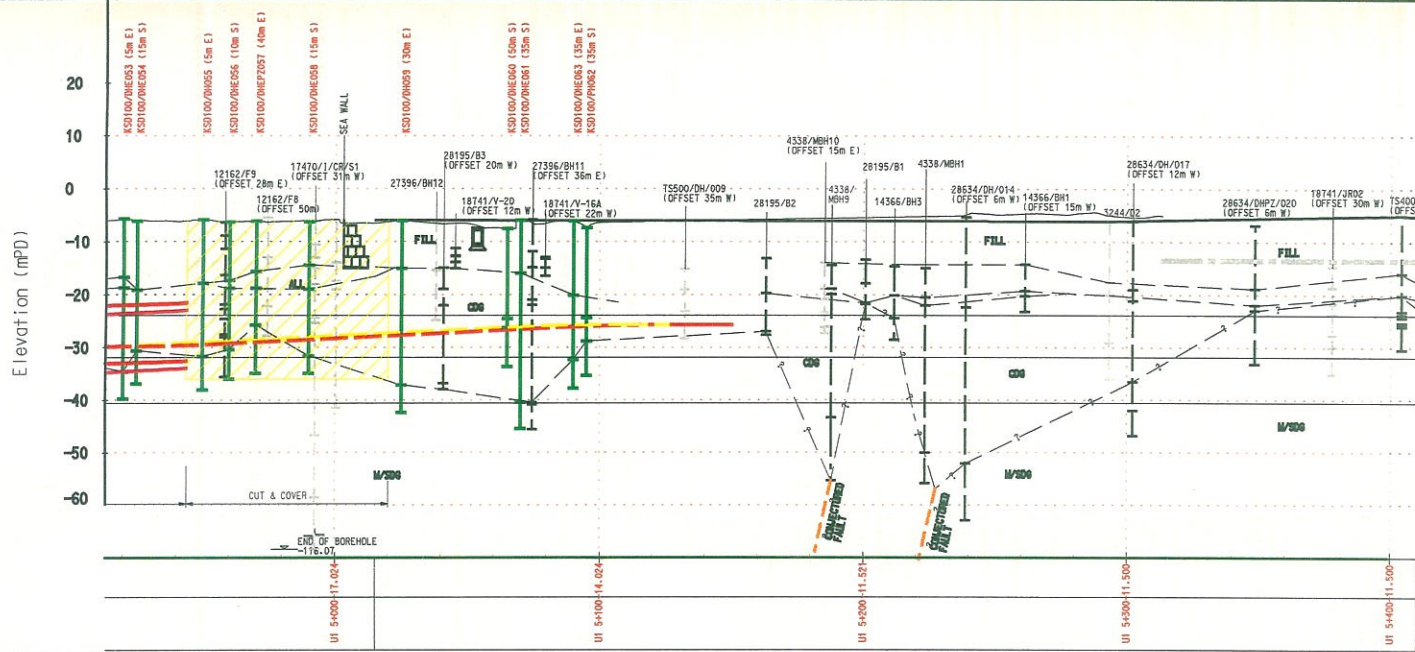 KSD100/DHE053 (5m E)
KSD100/DHE054 (15m S)
KSD100/DH055 (5m E)
KSD100/DHE056 (10m S)
KSD100/DHEPZ057 (40m E)
KSD100/DHE058 (15m S)
SEA WALL
KSD100/DH059 (30m E)
KSD100/DHE060 (50m S)
KSD100/DHE061 (35m S)
KSD100/DHE063 (35m E)
KSD100/PH062 (35m S)
Elevation (mPD)
20
10
0
-10
-20
-30
-40
-50
-60
12162/F9
(OFFSET 28m E)
12162/F8
(OFFSET 50m)
17470/I/CR/S1
(OFFSET 31m W)
27396/BH12
28195/B3
(OFFSET 20m W)
18741/V-20
(OFFSET 12m W)
27396/BH11
(OFFSET 36m E)
18741/V-16A
(OFFSET 22m W)
TS500/DH/009
(OFFSET 35m W)
28195/B2
4338/MBH10
(OFFSET 15m E)
4338/
MBH9
28195/B1
14366/BH3
4338/MBH1
28634/DH/014
(OFFSET 6m W)
14366/BH1
(OFFSET 15m W)
3244/D2
28634/DH/017
(OFFSET 12m W)
28634/DHPZ/020
(OFFSET 6m W)
18741/JR02
(OFFSET 30m W)
TS400
(OFFS
FILL
FILL
FILL
ALL
CDG
CDG
CDG
M/SDG
M/SDG
M/SDG
CUT & COVER
END OF BOREHOLE
-116.07
CONJECTURED
FAULT
CONJECTURED
FAULT
U1 5+000-17.024
U1 5+100-14.024
U1 5+200-11.521
U1 5+300-11.500
U1 5+400-11.500